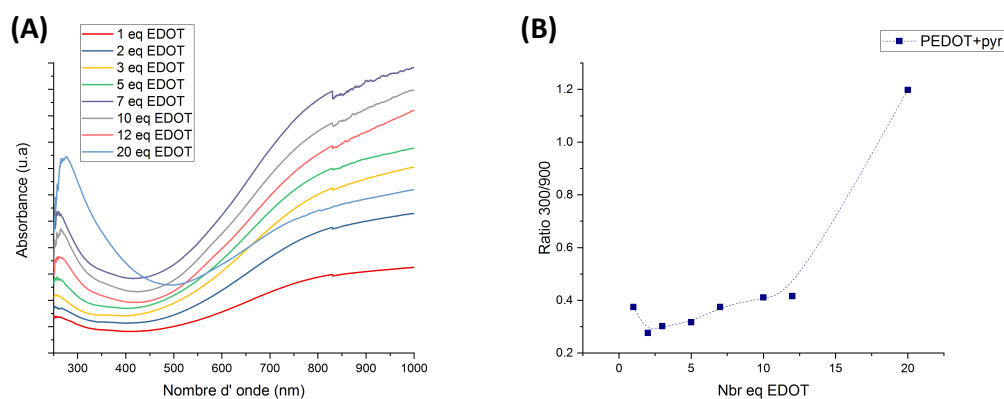 (A)
1 eq EDOT
2 eq EDOT
3 eq EDOT
5 eq EDOT
7 eq EDOT
10 eq EDOT
12 eq EDOT
20 eq EDOT
Absorbance (u.a)
300 400 500 600 700 800 900 1000
Nombre d' onde (nm)
(B)
PEDOT+pyr
1.2
1.0
0.8
0.6
0.4
0.2
Ratio 300/900
0 5 10 15 20
Nbr eq EDOT